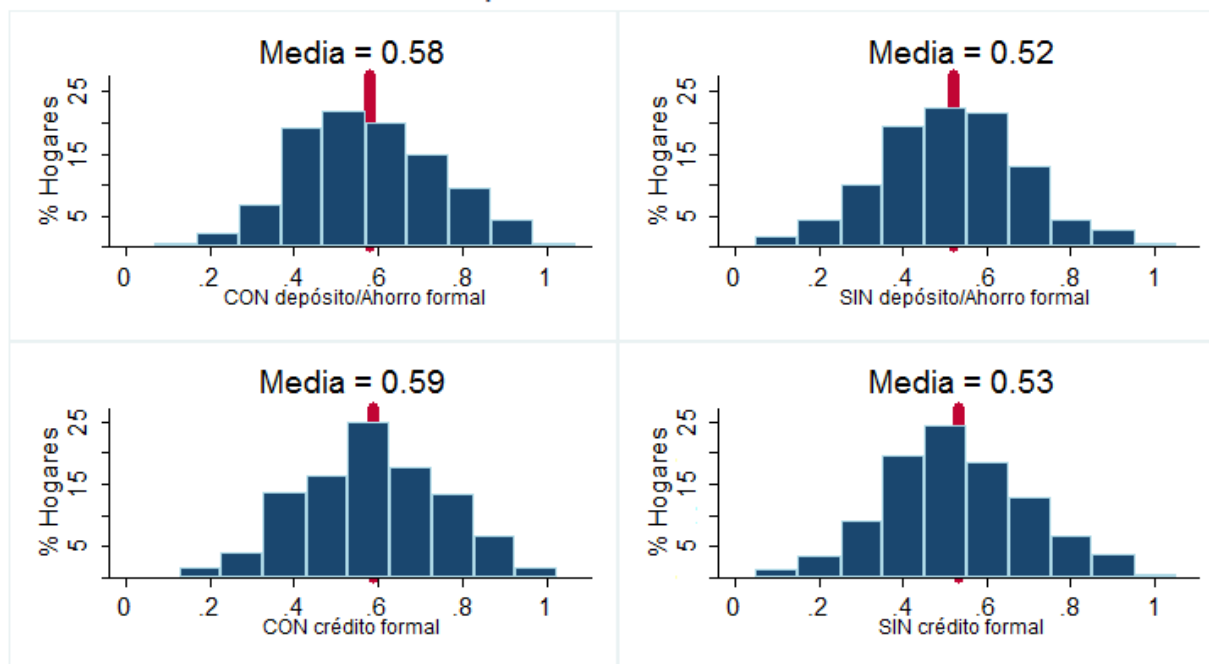 Media = 0.58
% Hogares
25
15
5
0 .2 .4 .6 .8 1
CON depósito/Ahorro formal
Media = 0.52
% Hogares
25
15
5
0 .2 .4 .6 .8 1
SIN depósito/Ahorro formal
Media = 0.59
% Hogares
25
15
5
0 .2 .4 .6 .8 1
CON crédito formal
Media = 0.53
% Hogares
25
15
5
0 .2 .4 .6 .8 1
SIN crédito formal